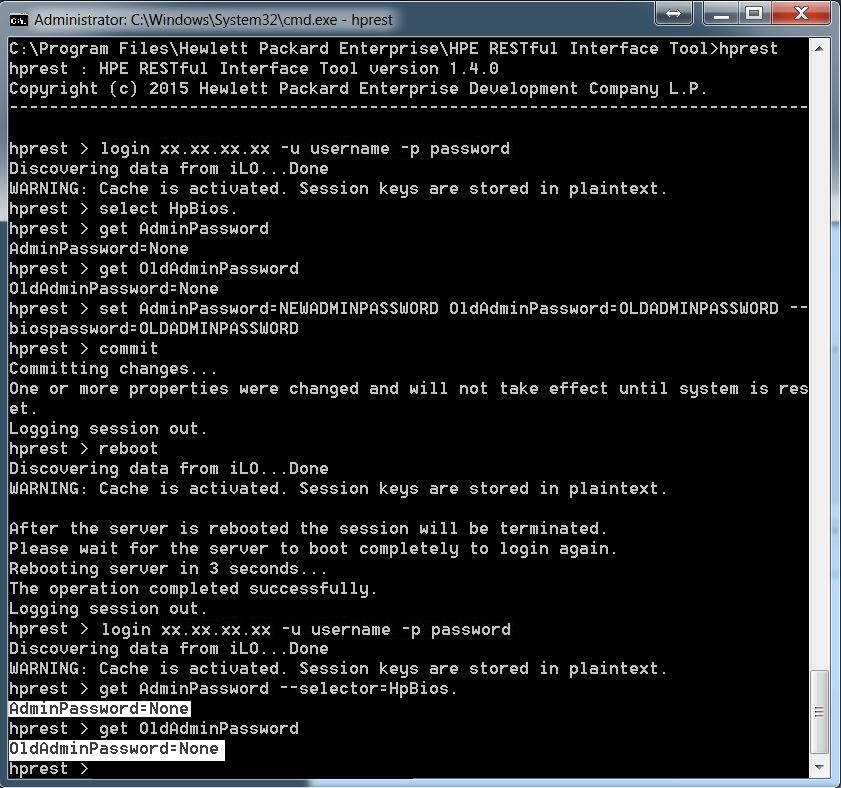 Administrator: C:\Windows\System32\cmd.exe - hprest
C:\Program Files\Hewlett Packard Enterprise\HPE RESTful Interface Tool>hprest
hprest : HPE RESTful Interface Tool version 1.4.0
Copyright (c) 2015 Hewlett Packard Enterprise Development Company L.P.
--------------------------------------------------------------------------------
hprest > login xx.xx.xx.xx -u username -p password
Discovering data from iLO...Done
WARNING: Cache is activated. Session keys are stored in plaintext.
hprest > select HpBios.
hprest > get AdminPassword
AdminPassword=None
hprest > get OldAdminPassword
OldAdminPassword=None
hprest > set AdminPassword=NEWADMINPASSWORD OldAdminPassword=OLDADMINPASSWORD --
biospassword=OLDADMINPASSWORD
hprest > commit
Committing changes...
One or more properties were changed and will not take effect until system is res
et.
Logging session out.
hprest > reboot
Discovering data from iLO...Done
WARNING: Cache is activated. Session keys are stored in plaintext.
After the server is rebooted the session will be terminated.
Please wait for the server to boot completely to login again.
Rebooting server in 3 seconds...
The operation completed successfully.
Logging session out.
hprest > login xx.xx.xx.xx -u username -p password
Discovering data from iLO...Done
WARNING: Cache is activated. Session keys are stored in plaintext.
hprest > get AdminPassword --selector=HpBios.
AdminPassword=None
hprest > get OldAdminPassword
OldAdminPassword=None
hprest >